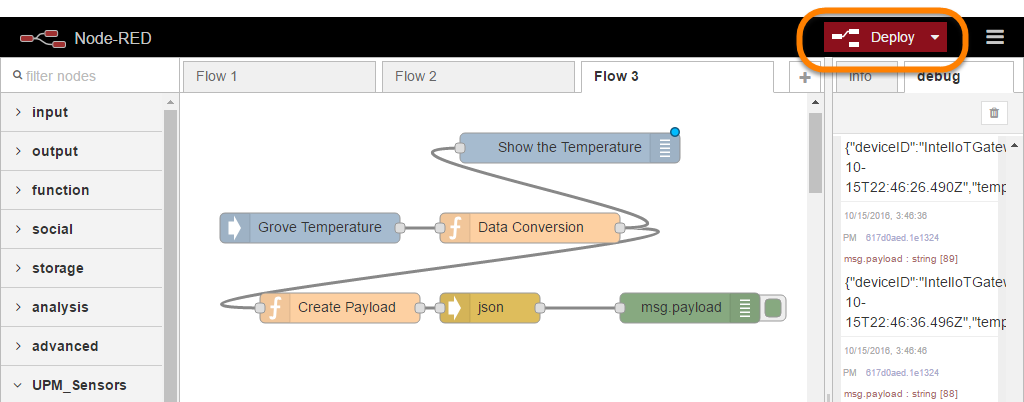 Node-RED
Deploy
filter nodes
Flow 1
Flow 2
Flow 3
info
debug
input
output
function
social
storage
analysis
advanced
UPM_Sensors
Show the Temperature
Grove Temperature
Data Conversion
Create Payload
json
msg.payload
{"deviceID":"IntelIoTGatew
10-
15T22:46:26.490Z","temp
10/15/2016, 3:46:36
PM 617d0aed.1e1324
msg.payload : string [89]
{"deviceID":"IntelIoTGatew
10-
15T22:46:36.496Z","temp
10/15/2016, 3:46:46
PM 617d0aed.1e1324
msg.payload : string [88]